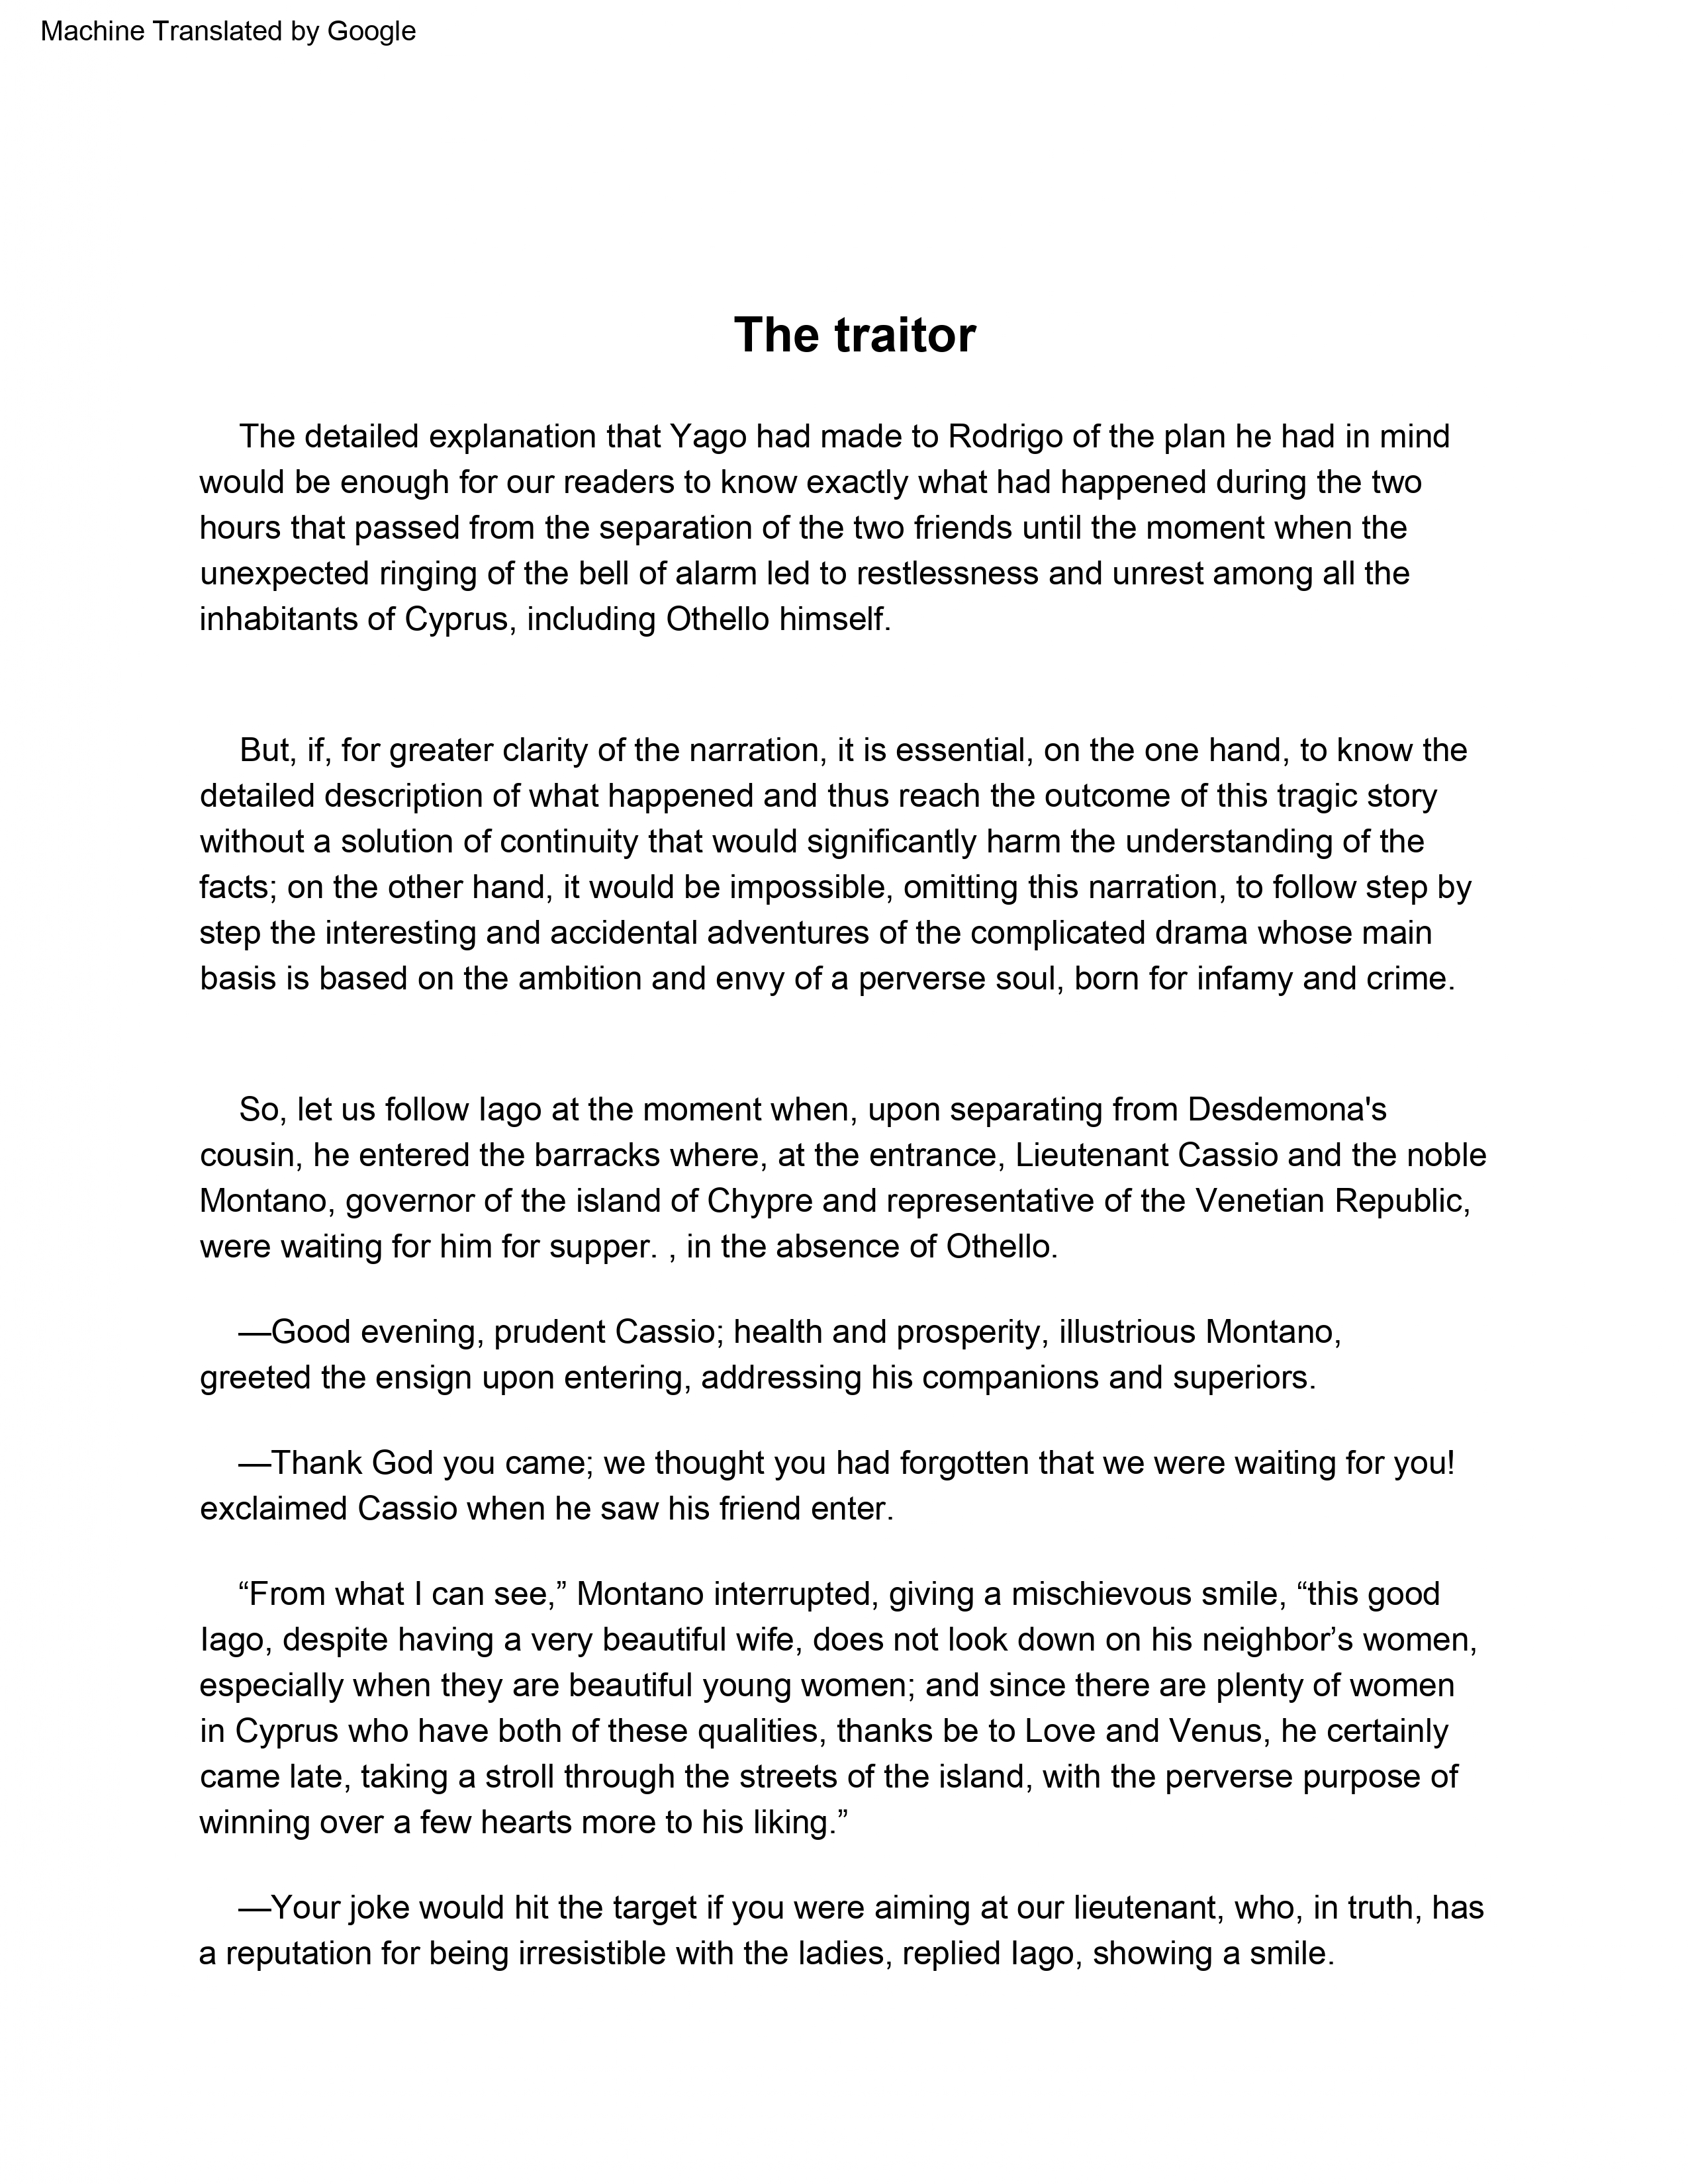 Machine Translated by Google
The traitor
The detailed explanation that Yago had made to Rodrigo of the plan he had in mind
would be enough for our readers to know exactly what had happened during the two
hours that passed from the separation of the two friends until the moment when the
unexpected ringing of the bell of alarm led to restlessness and unrest among all the
inhabitants of Cyprus, including Othello himself.
But, if, for greater clarity of the narration, it is essential, on the one hand, to know the
detailed description of what happened and thus reach the outcome of this tragic story
without a solution of continuity that would significantly harm the understanding of the
facts; on the other hand, it would be impossible, omitting this narration, to follow step by
step the interesting and accidental adventures of the complicated drama whose main
basis is based on the ambition and envy of a perverse soul, born for infamy and crime.
So, let us follow Iago at the moment when, upon separating from Desdemona's
cousin, he entered the barracks where, at the entrance, Lieutenant Cassio and the noble
Montano, governor of the island of Chypre and representative of the Venetian Republic,
were waiting for him for supper. , in the absence of Othello.
—Good evening, prudent Cassio; health and prosperity, illustrious Montano,
greeted the ensign upon entering, addressing his companions and superiors.
—Thank God you came; we thought you had forgotten that we were waiting for you!
exclaimed Cassio when he saw his friend enter.
“From what I can see,” Montano interrupted, giving a mischievous smile, “this good
Iago, despite having a very beautiful wife, does not look down on his neighbor’s women,
especially when they are beautiful young women; and since there are plenty of women
in Cyprus who have both of these qualities, thanks be to Love and Venus, he certainly
came late, taking a stroll through the streets of the island, with the perverse purpose of
winning over a few hearts more to his liking.”
—Your joke would hit the target if you were aiming at our lieutenant, who, in truth, has
a reputation for being irresistible with the ladies, replied Iago, showing a smile.